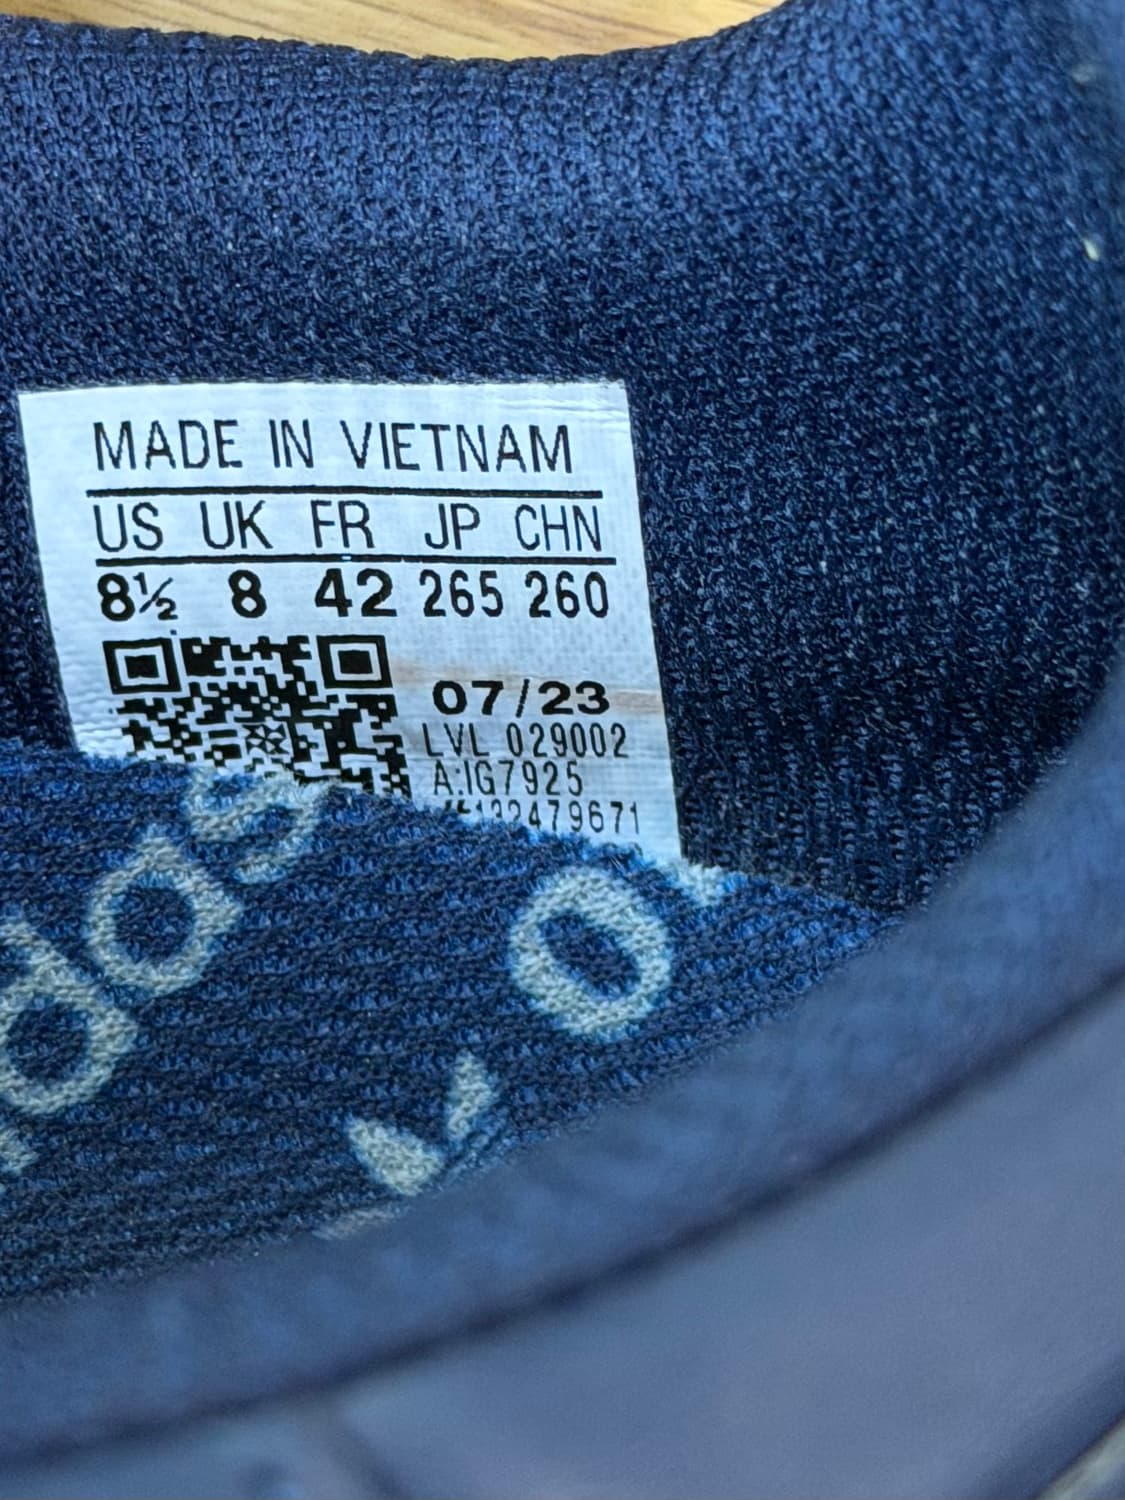 MADE IN VIETNAM
US UK FR JP CHN
8½ 8 42 265 260
07/23
LVL 029002
A:IG7925
132479671